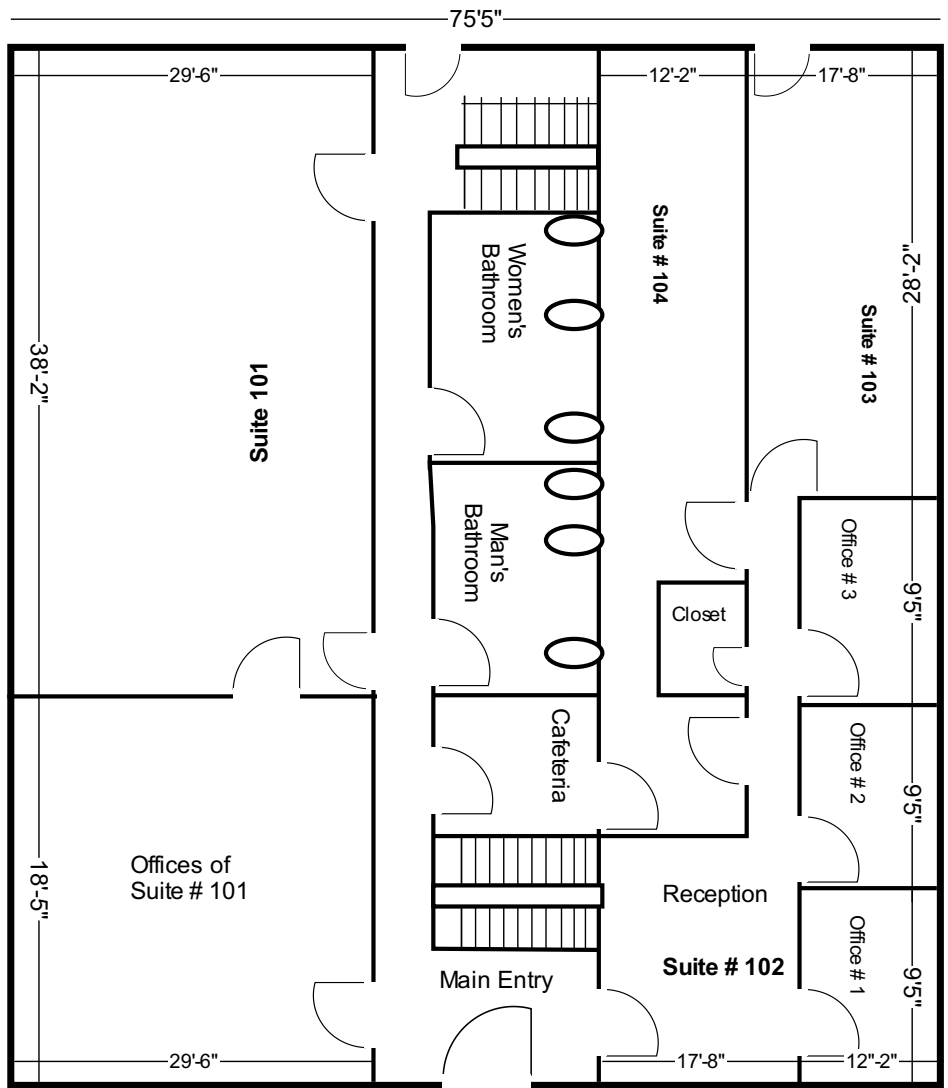 75'5"
29'-6"
12'-2"
17'-8"
Suite # 104
Women's
Bathroom
28'-2"
Suite # 103
38'-2"
Suite 101
Man's
Bathroom
Office # 3
9'5"
Closet
Cafeteria
Office # 2
9'5"
Offices of
Suite # 101
18'-5"
Reception
Office # 1
Suite # 102
9'5"
Main Entry
29'-6"
17'-8"
12"-2"